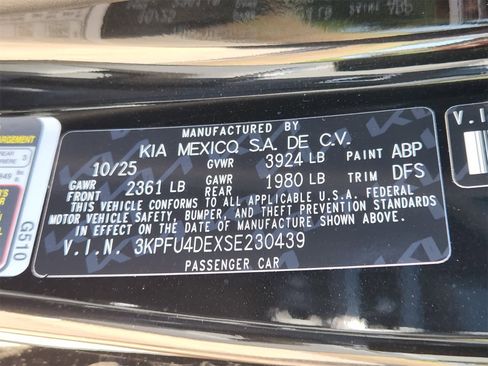 MANUFACTURED BY
KIA MEXICO, S.A. DE C.V.
10/25 GVWR 3924 LB PAINT ABP
GAWR FRONT 2361 LB GAWR REAR 1980 LB TRIM DFS
THIS VEHICLE CONFORMS TO ALL APPLICABLE U.S.A. FEDERAL
MOTOR VEHICLE SAFETY, BUMPER, AND THEFT PREVENTION STANDARDS
IN EFFECT ON THE DATE OF MANUFACTURE SHOWN ABOVE.
V.I.N. 3KPFU4DEXSE230439
PASSENGER CAR
G510
V.I.